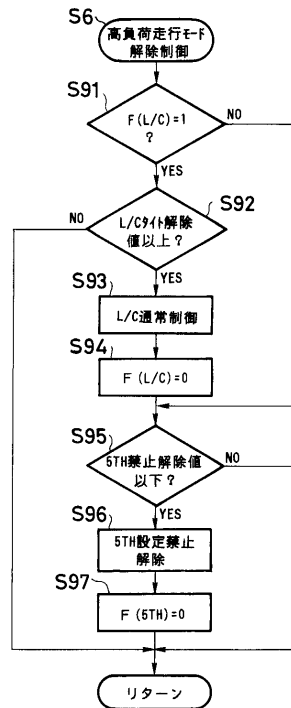 S6
高負荷走行モード
解除制御
S91
F(L/C)=1
?
NO
YES
S92
NO
L/Cタイト解除
値以上?
YES
S93
L/C通常制御
S94
F(L/C)=0
S95
5TH禁止解除値
以下?
NO
YES
S96
5TH設定禁止
解除
S97
F(5TH)=0
リターン